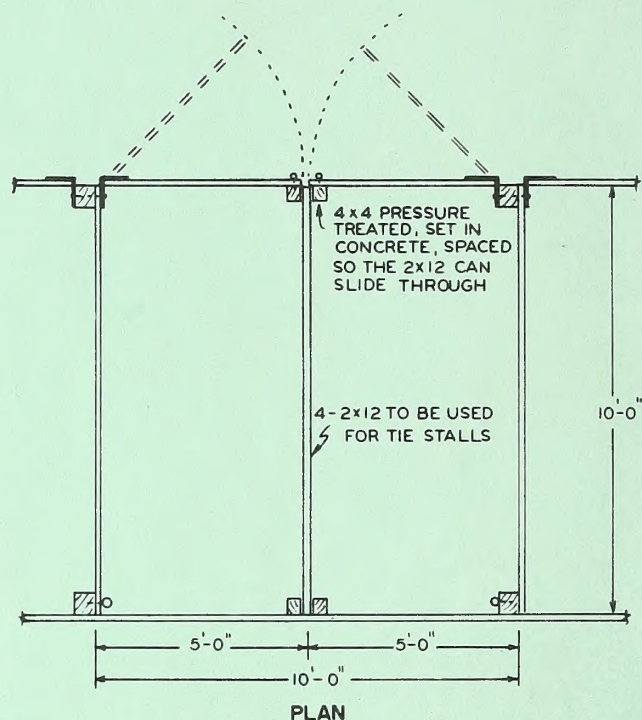 4x4 PRESSURE
TREATED, SET IN
CONCRETE, SPACED
SO THE 2x12 CAN
SLIDE THROUGH
4-2x12 TO BE USED
FOR TIE STALLS
10'-0"
5'-0"
5'-0"
10'-0"
PLAN